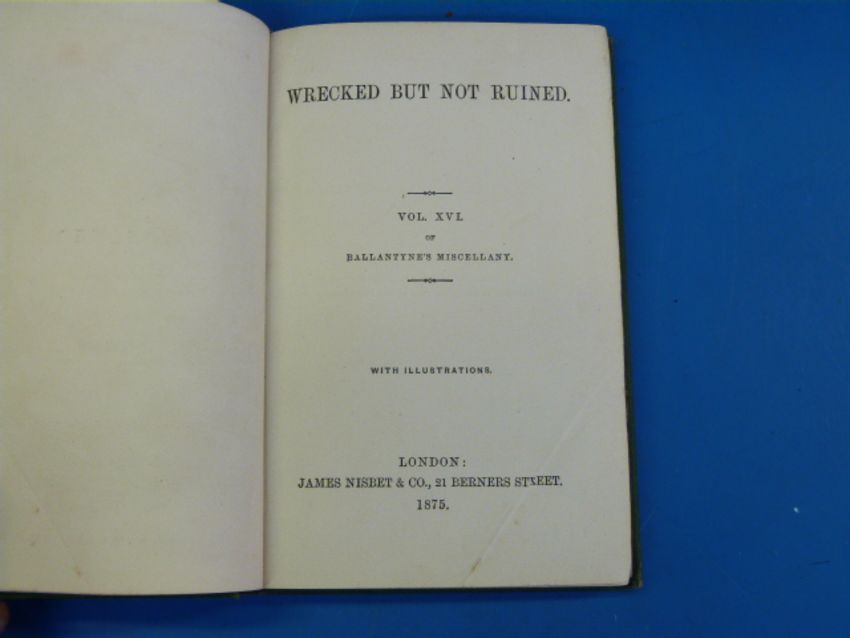 WRECKED BUT NOT RUINED.
VOL. XVI.
OF
BALLANTYNE'S MISCELLANY.
WITH ILLUSTRATIONS.
LONDON:
JAMES NISBET & CO., 21 BERNERS STREET.
1875.